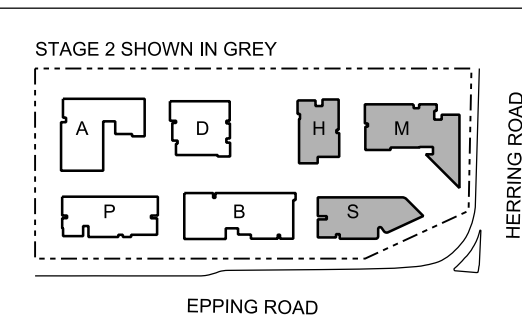 STAGE 2 SHOWN IN GREY
A
D
H
M
P
B
S
HERRING ROAD
EPPING ROAD